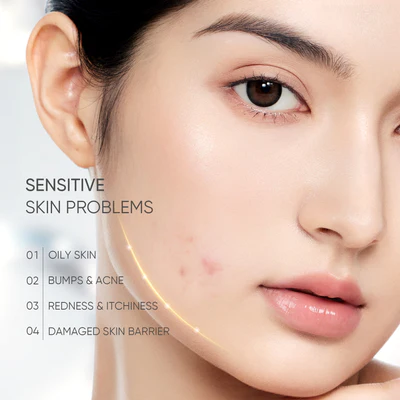 SENSITIVE
SKIN PROBLEMS
01 OILY SKIN
02 BUMPS & ACNE
03 REDNESS & ITCHINESS
04 DAMAGED SKIN BARRIER